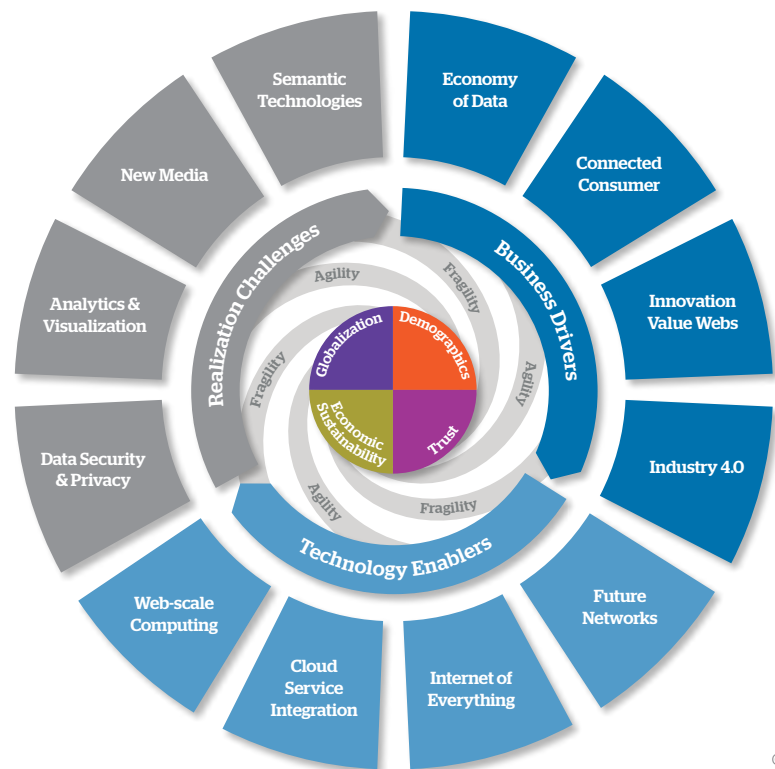 Semantic
Technologies
Economy
of Data
Connected
Consumer
Innovation
Value Webs
Industry 4.0
Future
Networks
Internet of
Everything
Cloud
Service
Integration
Web-scale
Computing
Data Security
& Privacy
Analytics &
Visualization
New Media
Realization Challenges
Business Drivers
Technology Enablers
Agility
Fragility
Agility
Fragility
Agility
Fragility
Globalization
Demographics
Trust
Economic
Sustainability